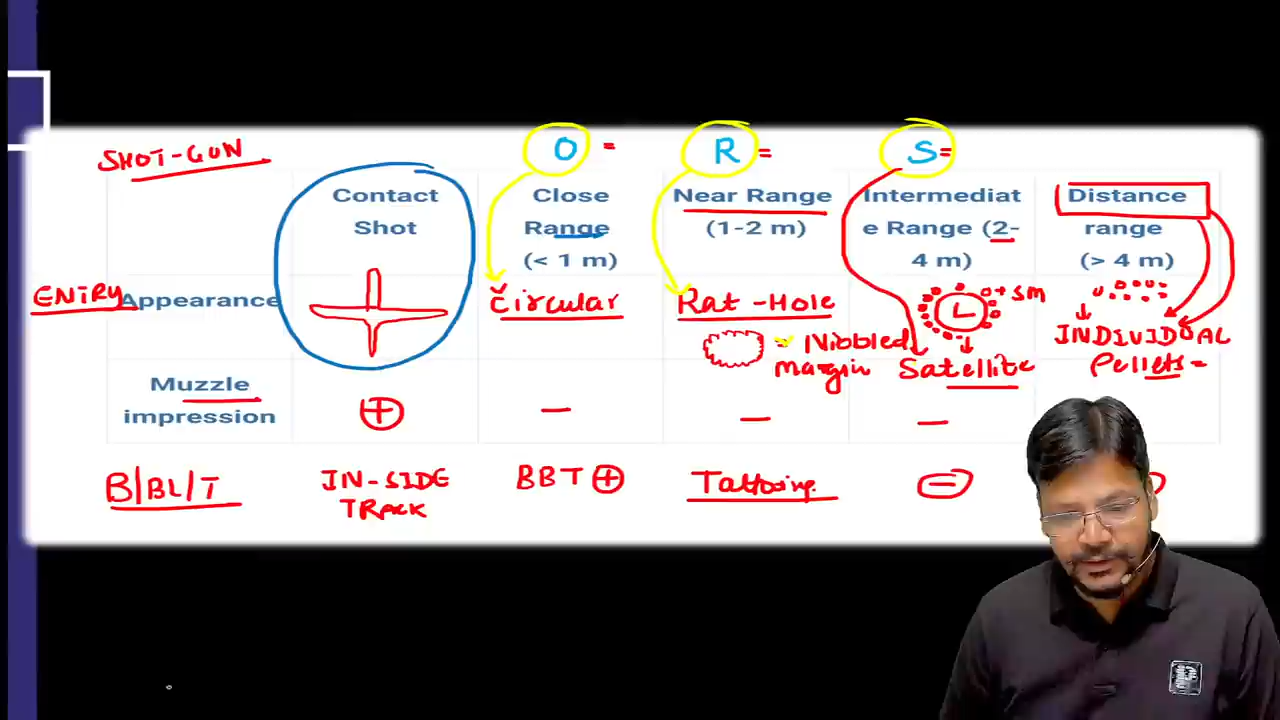 SHOT-GUN
O =
R =
S =
Contact Shot
Close Range (< 1 m)
Near Range (1-2 m)
Intermediat e Range (2-4 m)
Distance range (> 4 m)
ENTRY
Appearance
Circular
Rat-Hole
= Nibbled margin
L
+ SM
Satellite
INDIVIDUAL Pellets
Muzzle impression
+
–
–
–
B/BL/T
IN-SIDE TRACK
BBT +
Tattooing
–